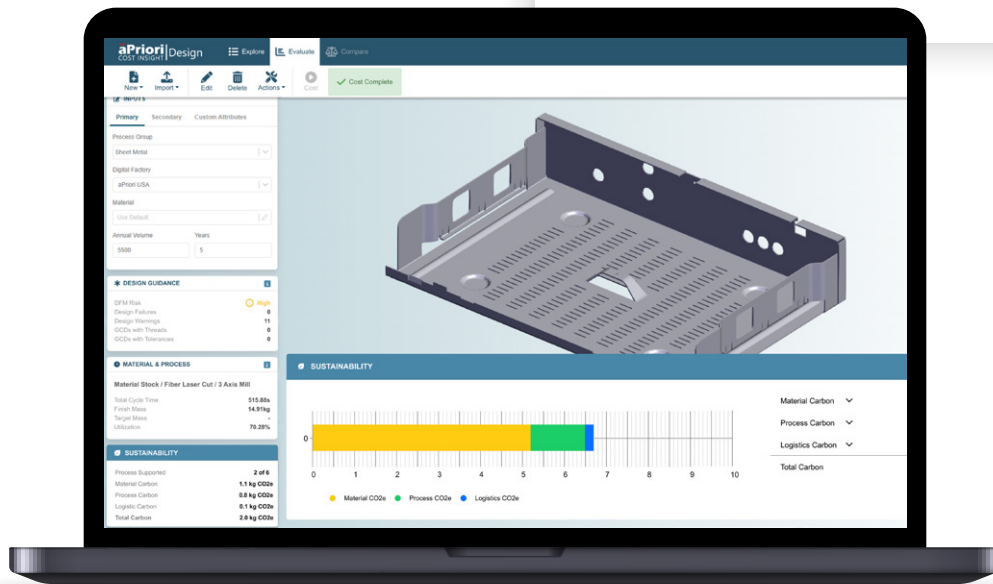 aPriori Design
COST INSIGHT
Explore
Evaluate
Compare
New
Import
Edit
Delete
Actions
Cost
Cost Complete
INPUTS
Primary Secondary Custom Attributes
Process Group
Sheet Metal
Digital Factory
aPriori USA
Material
Use Default
Annual Volume Years
5500 5
DESIGN GUIDANCE
DFM Risk High
Design Failures 0
Design Warnings 11
GCDs with Threads 0
GCDs with Tolerances 0
MATERIAL & PROCESS
Material Stock / Fiber Laser Cut / 3 Axis Mill
Total Cycle Time 515.88s
Finish Mass 14.91kg
Target Mass -
Utilization 70.28%
SUSTAINABILITY
Process Supported 2 of 6
Material Carbon 1.1 kg CO2e
Process Carbon 0.8 kg CO2e
Logistic Carbon 0.1 kg CO2e
Total Carbon 2.0 kg CO2e
SUSTAINABILITY
0
0 1 2 3 4 5 6 7 8 9 10
Material CO2e Process CO2e Logistics CO2e
Material Carbon
Process Carbon
Logistics Carbon
Total Carbon